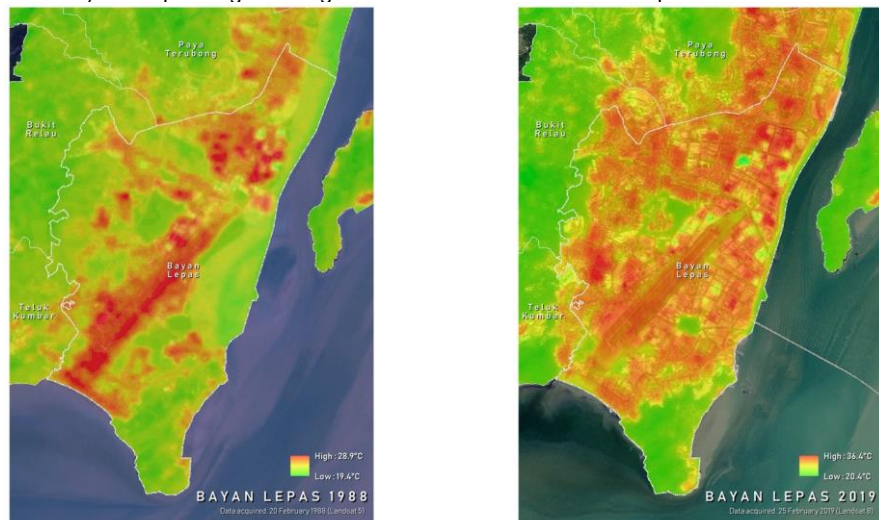 Paya
Terubong
Bukit
Relau
Bayan
Lepas
Teluk
Kumbar
High : 28.9°C
Low : 19.4°C
BAYAN LEPAS 1988
Data acquired: 20 February 1988 (Landsat 5)
Paya
Terubong
Bukit
Relau
Bayan
Lepas
Teluk
Kumbar
High : 36.4°C
Low : 20.4°C
BAYAN LEPAS 2019
Data acquired: 25 February 2019 (Landsat 8)